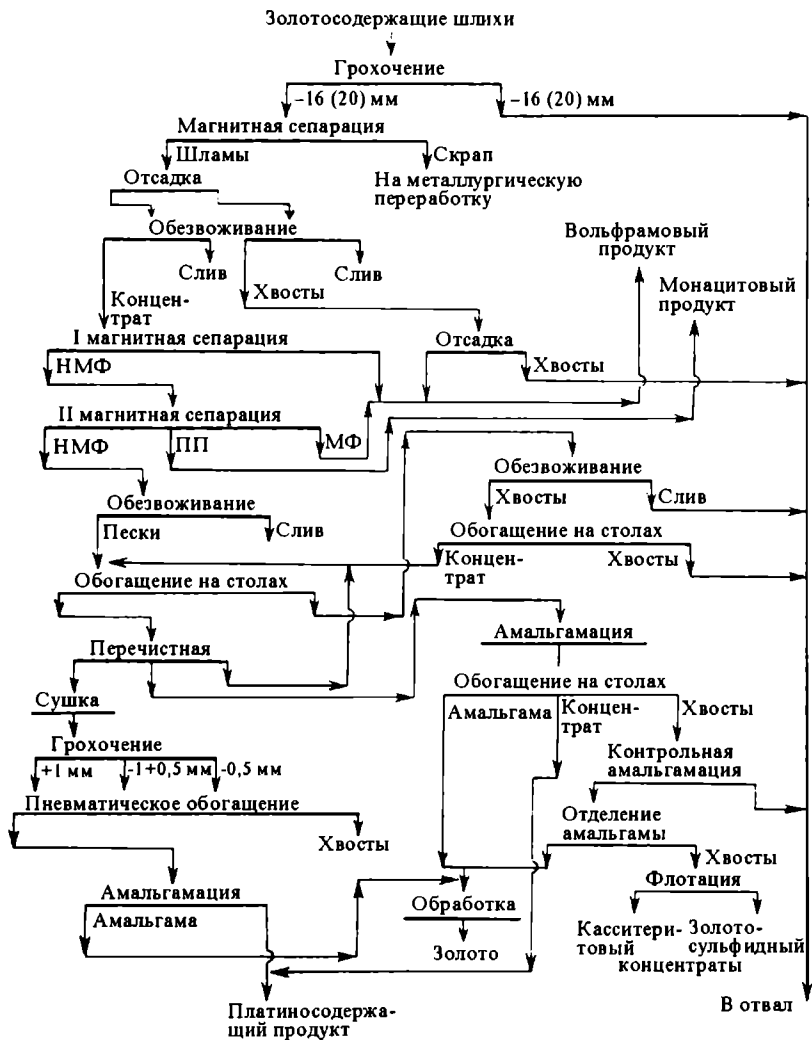 Золотосодержащие шлихи
Грохочение
−16 (20) мм
−16 (20) мм
Магнитная сепарация
Шламы
Скрап
Отсадка
На металлургическую
переработку
Обезвоживание
Слив
Слив
Вольфрамовый
продукт
Монацитовый
продукт
Концен-
трат
Хвосты
I магнитная сепарация
Отсадка
НМФ
Хвосты
II магнитная сепарация
НМФ
ПП
МФ
Обезвоживание
Хвосты
Слив
Обезвоживание
Пески
Слив
Обогащение на столах
Концен-
трат
Хвосты
Обогащение на столах
Перечистная
Амальгамация
Сушка
Обогащение на столах
Амальгама
Концен-
трат
Хвосты
Грохочение
+1 мм
-1+0,5 мм
-0,5 мм
Контрольная
амальгамация
Пневматическое обогащение
Хвосты
Отделение
амальгамы
Хвосты
Амальгамация
Амальгама
Обработка
Флотация
Золото
Касситери-
товый
Золото-
сульфидный
концентраты
Платиносодержа-
щий продукт
В отвал